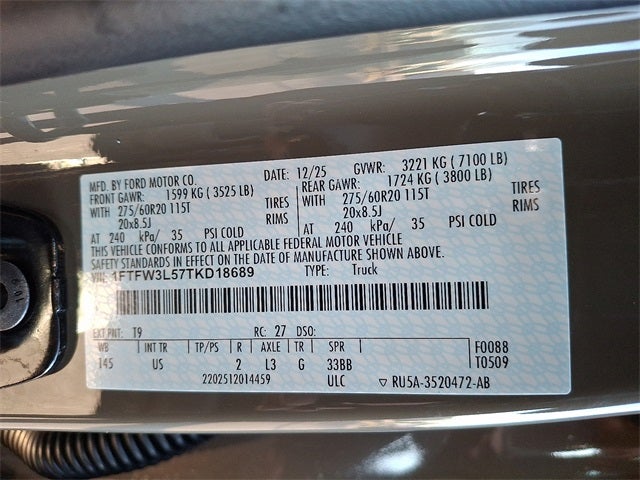 MFD. BY FORD MOTOR CO.
DATE: 12/25 GVWR: 3221 KG ( 7100 LB)
FRONT GAWR: 1599 KG ( 3525 LB)
REAR GAWR: 1724 KG ( 3800 LB)
WITH 275/60R20 115T TIRES
WITH 275/60R20 115T TIRES
20x8.5J RIMS
20x8.5J RIMS
AT 240 kPa/ 35 PSI COLD
AT 240 kPa/ 35 PSI COLD
THIS VEHICLE CONFORMS TO ALL APPLICABLE FEDERAL MOTOR VEHICLE
SAFETY STANDARDS IN EFFECT ON THE DATE OF MANUFACTURE SHOWN ABOVE.
VIN: 1FTFW3L57TKD18689 TYPE: Truck
EXT PNT: T9 RC: 27 DSO:
WB INT TR TP/PS R AXLE TR SPR F0088
145 US 2 L3 G 33BB T0509
2202512014459 ULC ▽ RU5A-3520472-AB